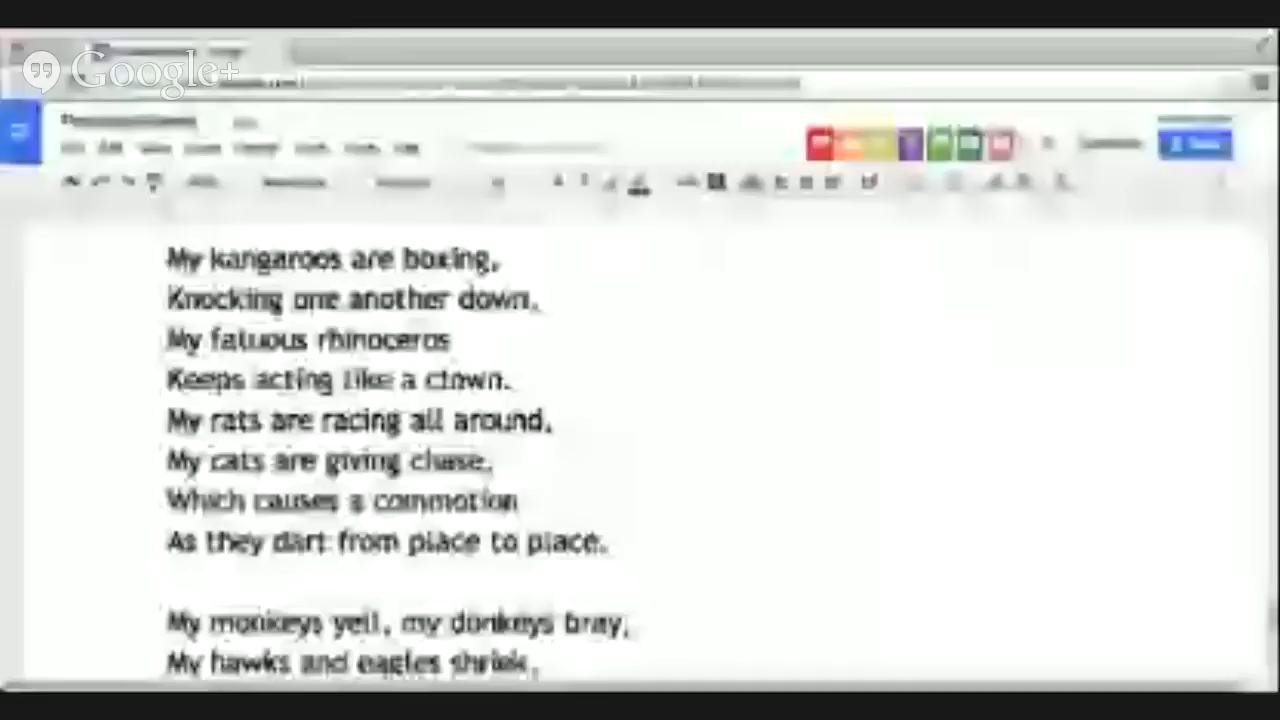 Google+
My kangaroos are boxing,
Knocking one another down.
My fatuous rhinoceros
Keeps acting like a clown.
My rats are racing all around,
My cats are giving chase,
Which causes a commotion
As they dart from place to place.
My monkeys yell, my donkeys bray,
My hawks and eagles shriek,